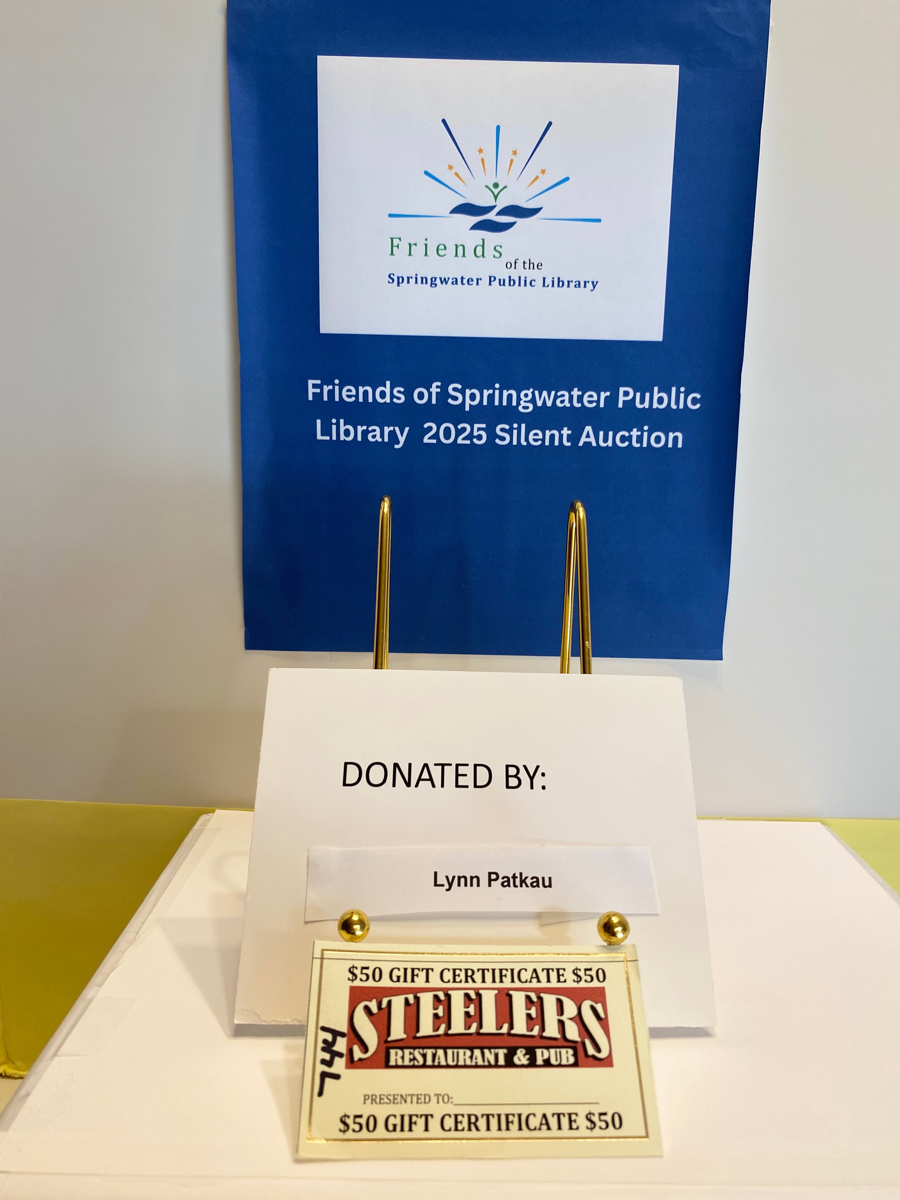 Friends
of the
Springwater Public Library
Friends of Springwater Public
Library 2025 Silent Auction
DONATED BY:
Lynn Patkau
$50 GIFT CERTIFICATE $50
STEELERS
RESTAURANT & PUB
744
PRESENTED TO:
$50 GIFT CERTIFICATE $50